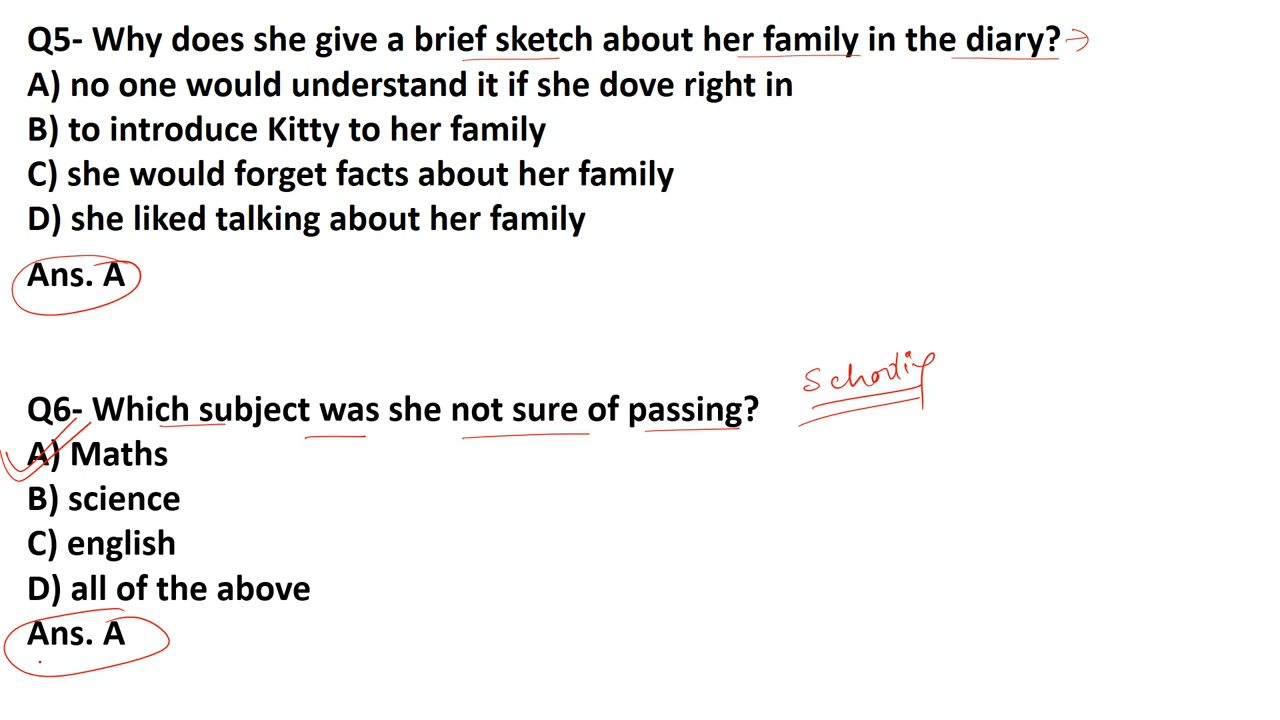 Q5- Why does she give a brief sketch about her family in the diary?
A) no one would understand it if she dove right in
B) to introduce Kitty to her family
C) she would forget facts about her family
D) she liked talking about her family
Ans. A
Q6- Which subject was she not sure of passing?
A) Maths
B) science
C) english
D) all of the above
Ans. A